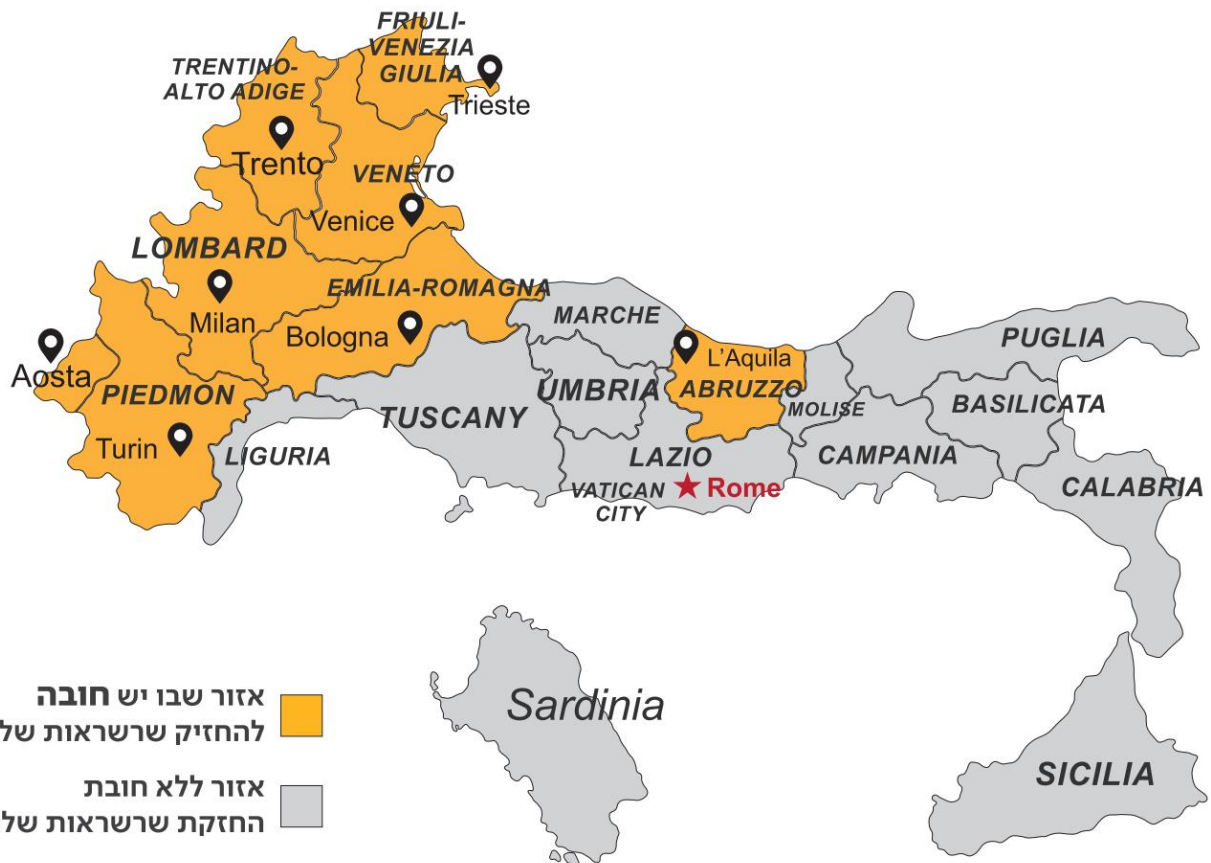 FRIULI-
VENEZIA
GIULIA
TRENTINO-
ALTO ADIGE
Trieste
Trento
VENETO
Venice
LOMBARD
EMILIA-ROMAGNA
Milan
Bologna
MARCHE
PUGLIA
L'Aquila
Aosta
PIEDMON
UMBRIA
ABRUZZO
MOLISE
BASILICATA
TUSCANY
Turin
LIGURIA
LAZIO
CAMPANIA
VATICAN
CITY
Rome
CALABRIA
Sardinia
SICILIA
אזור שבו יש חובה
להחזיק שרשראות של
אזור ללא חובת
החזקת שרשראות של